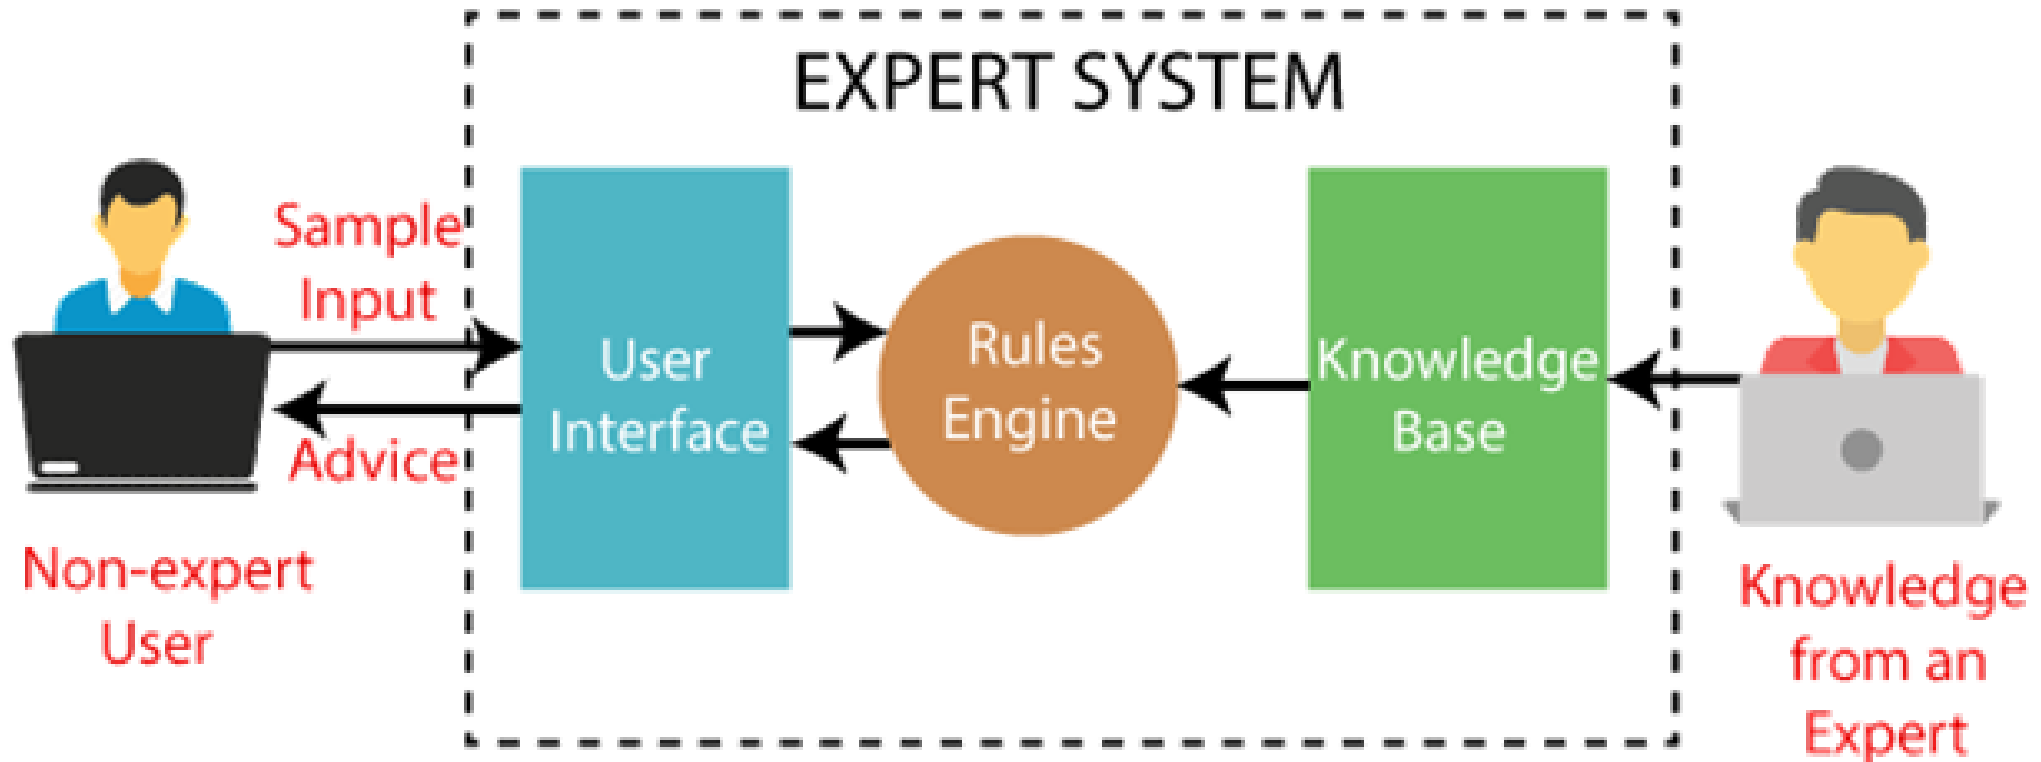 EXPERT SYSTEM
Sample
Input
Advice
Non-expert
User
User
Interface
Rules
Engine
Knowledge
Base
Knowledge
from an
Expert